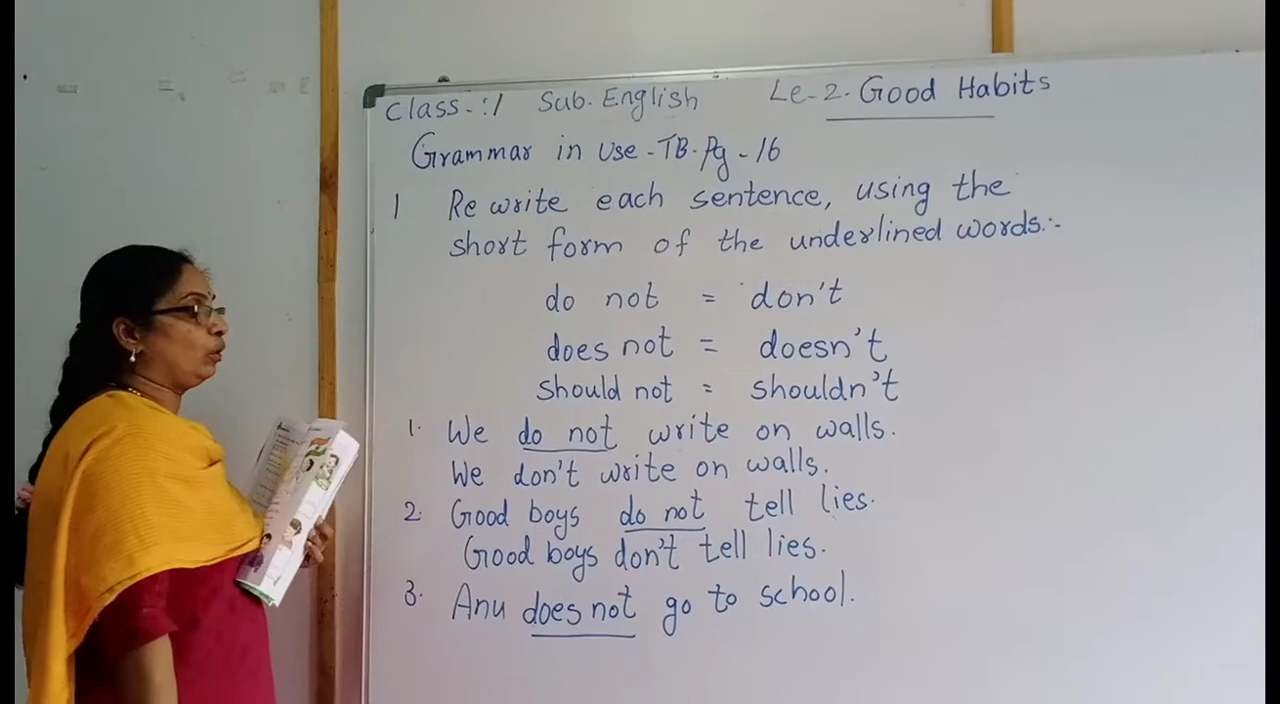 Class-:1 Sub. English Le-2. Good Habits
Grammar in Use-TB. Pg-16
1 Rewrite each sentence, using the
short form of the underlined words:-
do not = don't
does not = doesn't
should not = shouldn't
1. We do not write on walls.
We don't write on walls.
2. Good boys do not tell lies.
Good boys don't tell lies.
3. Anu does not go to school.